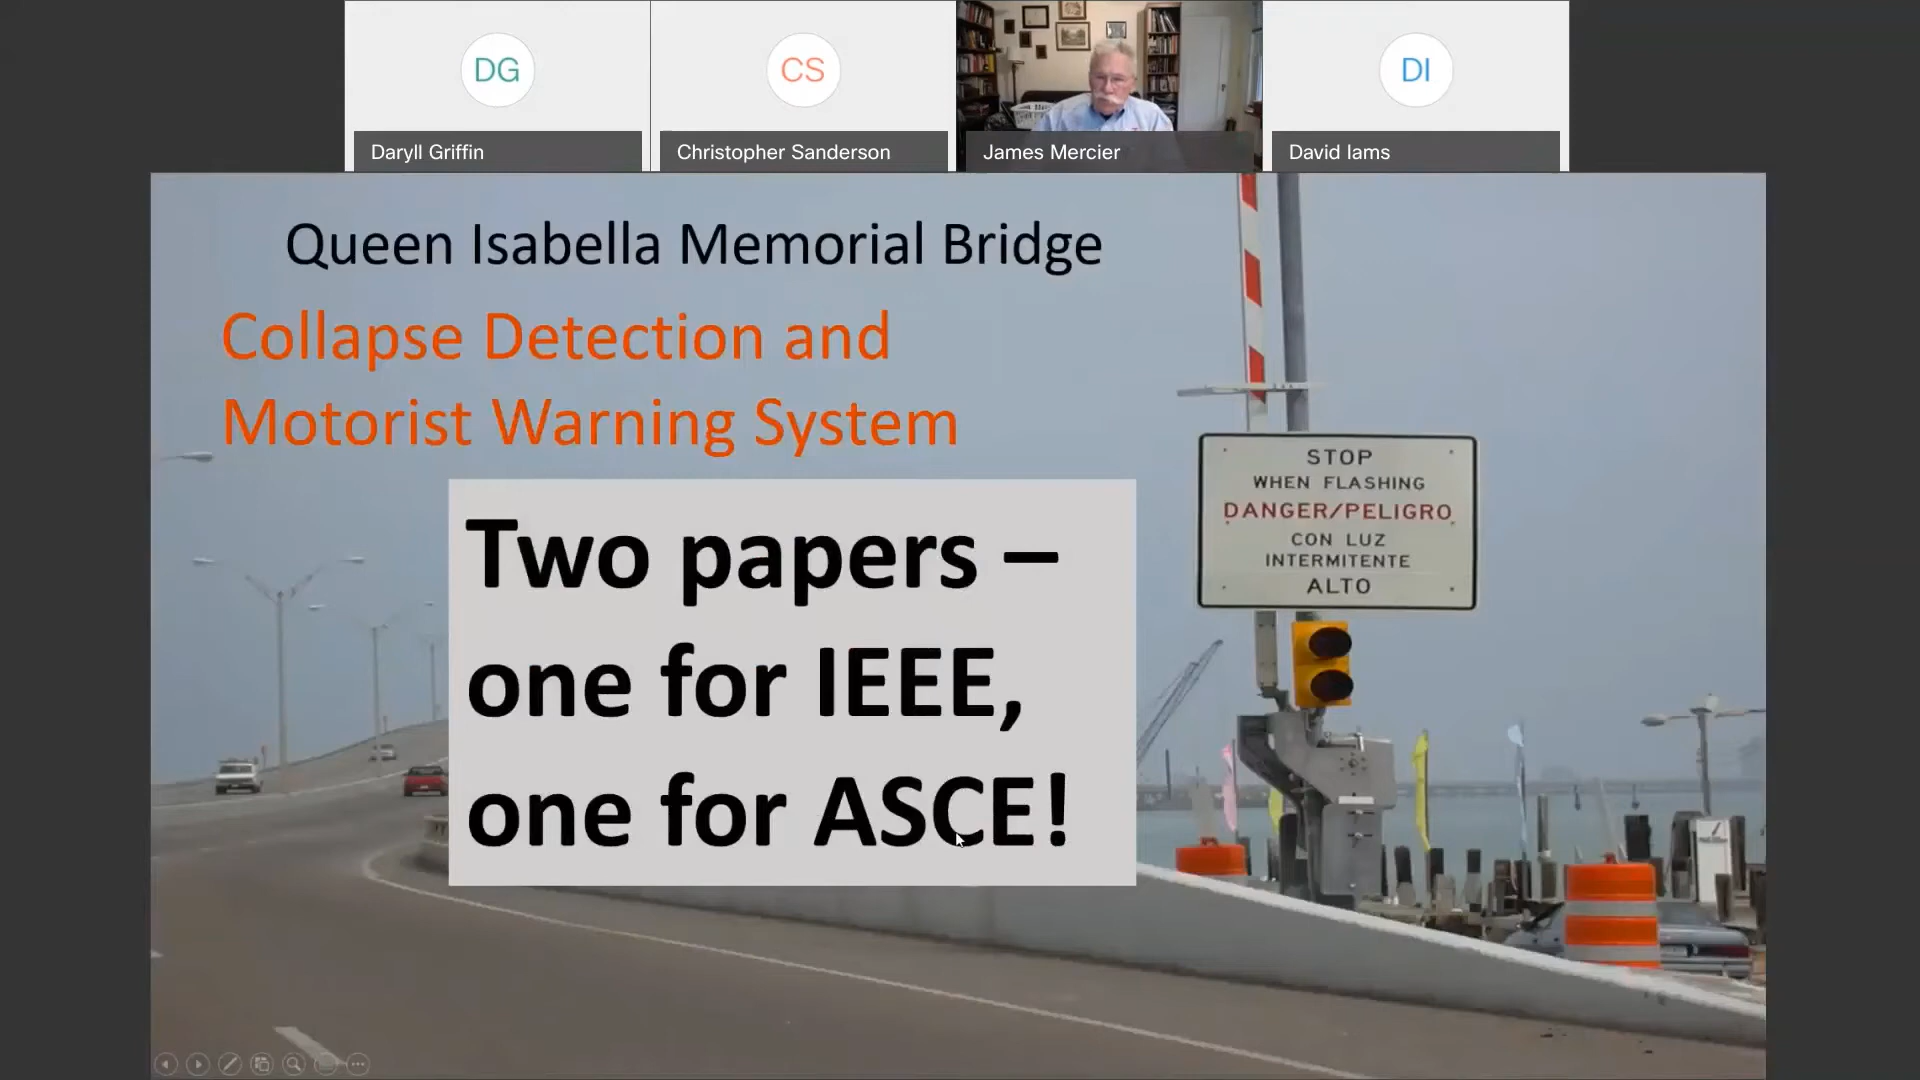 DG
CS
DI
Daryll Griffin
Christopher Sanderson
James Mercier
David Iams
Queen Isabella Memorial Bridge
Collapse Detection and
Motorist Warning System
Two papers –
one for IEEE,
one for ASCE!
STOP
WHEN FLASHING
DANGER/PELIGRO
CON LUZ
INTERMITENTE
ALTO